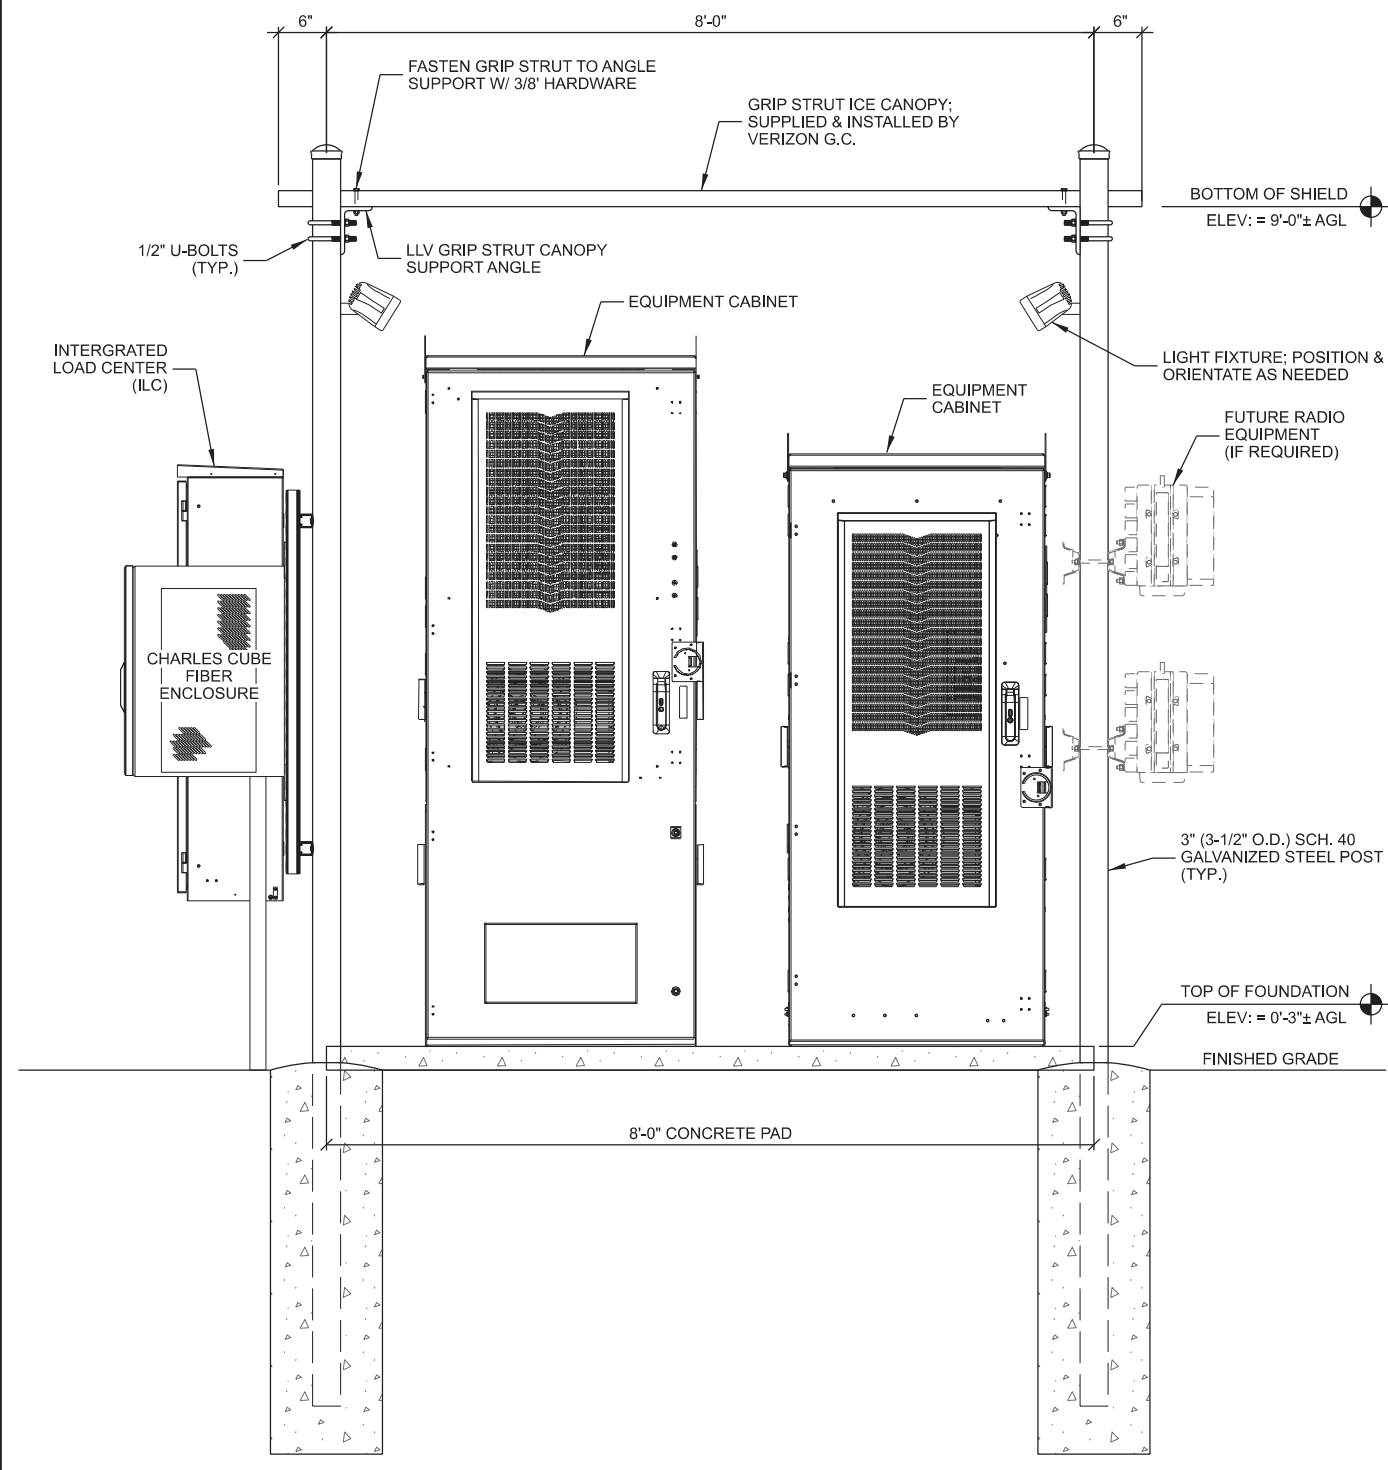 6"
8'-0"
6"
FASTEN GRIP STRUT TO ANGLE
SUPPORT W/ 3/8' HARDWARE
GRIP STRUT ICE CANOPY;
SUPPLIED & INSTALLED BY
VERIZON G.C.
BOTTOM OF SHIELD
ELEV: = 9'-0"± AGL
1/2" U-BOLTS
(TYP.)
LLV GRIP STRUT CANOPY
SUPPORT ANGLE
EQUIPMENT CABINET
INTERGRATED
LOAD CENTER
(ILC)
LIGHT FIXTURE; POSITION &
ORIENTATE AS NEEDED
EQUIPMENT
CABINET
FUTURE RADIO
EQUIPMENT
(IF REQUIRED)
CHARLES CUBE
FIBER
ENCLOSURE
3" (3-1/2" O.D.) SCH. 40
GALVANIZED STEEL POST
(TYP.)
TOP OF FOUNDATION
ELEV: = 0'-3"± AGL
FINISHED GRADE
8'-0" CONCRETE PAD